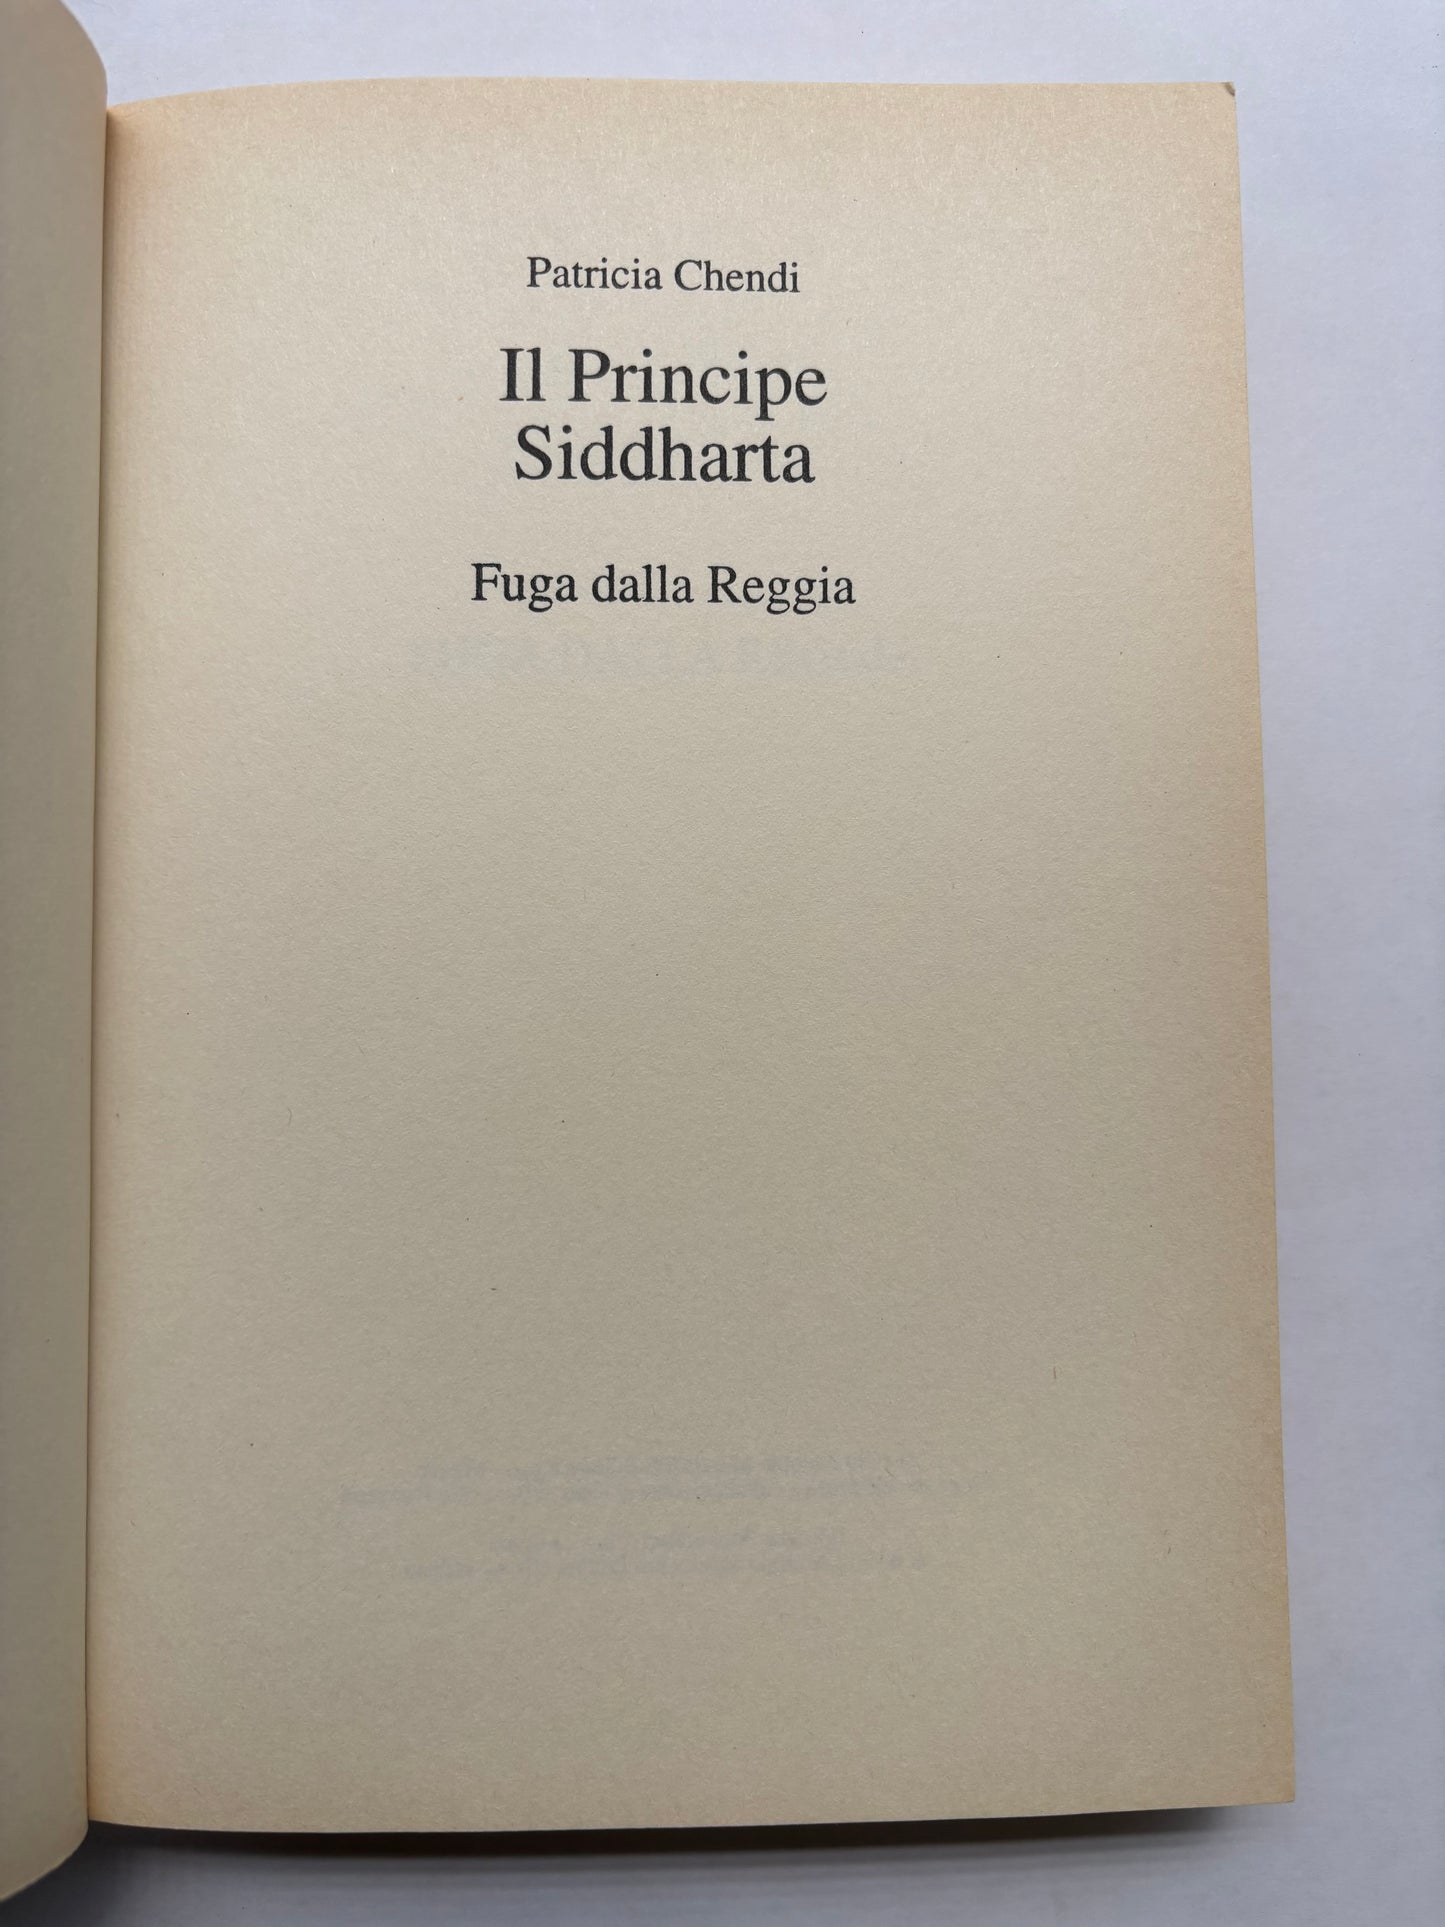 Patricia Chendi
Il Principe
Siddharta
Fuga dalla Reggia